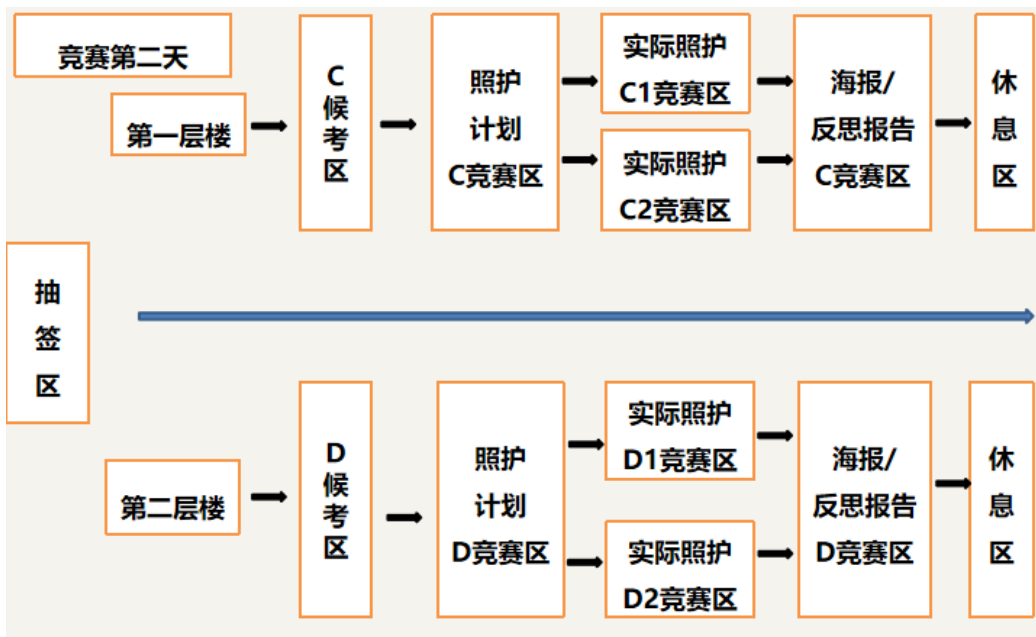 竞赛第二天
第一层楼
C
候
考
区
照护
计划
C竞赛区
实际照护
C1竞赛区
实际照护
C2竞赛区
海报/
反思报告
C竞赛区
休
息
区
抽
签
区
第二层楼
D
候
考
区
照护
计划
D竞赛区
实际照护
D1竞赛区
实际照护
D2竞赛区
海报/
反思报告
D竞赛区
休
息
区